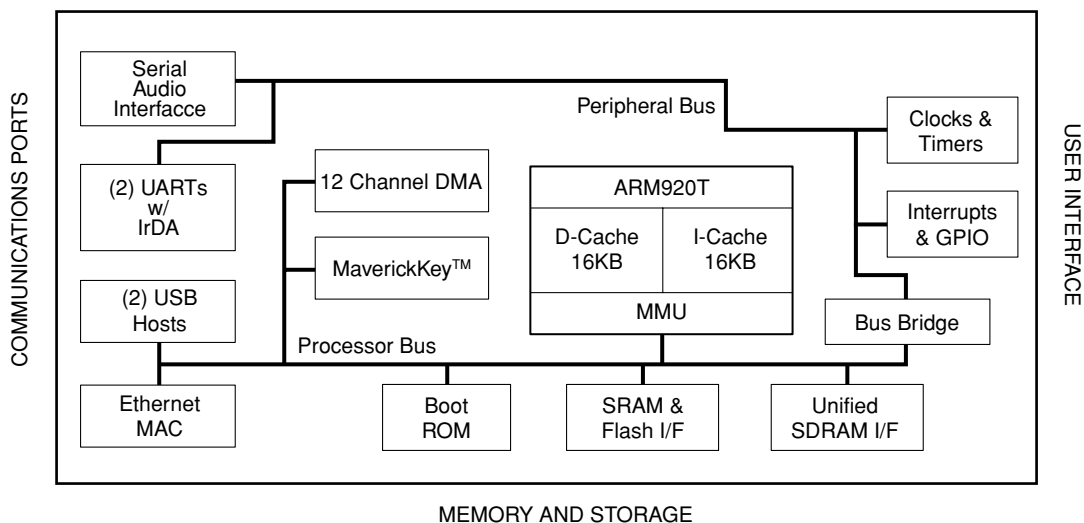 Serial
Audio
Interfacce
Peripheral Bus
Clocks &
Timers
COMMUNICATIONS PORTS
USER INTERFACE
(2) UARTs
w/
IrDA
12 Channel DMA
ARM920T
D-Cache
16KB
I-Cache
16KB
Interrupts
& GPIO
MaverickKey™
(2) USB
Hosts
MMU
Bus Bridge
Processor Bus
Ethernet
MAC
Boot
ROM
SRAM &
Flash I/F
Unified
SDRAM I/F
MEMORY AND STORAGE